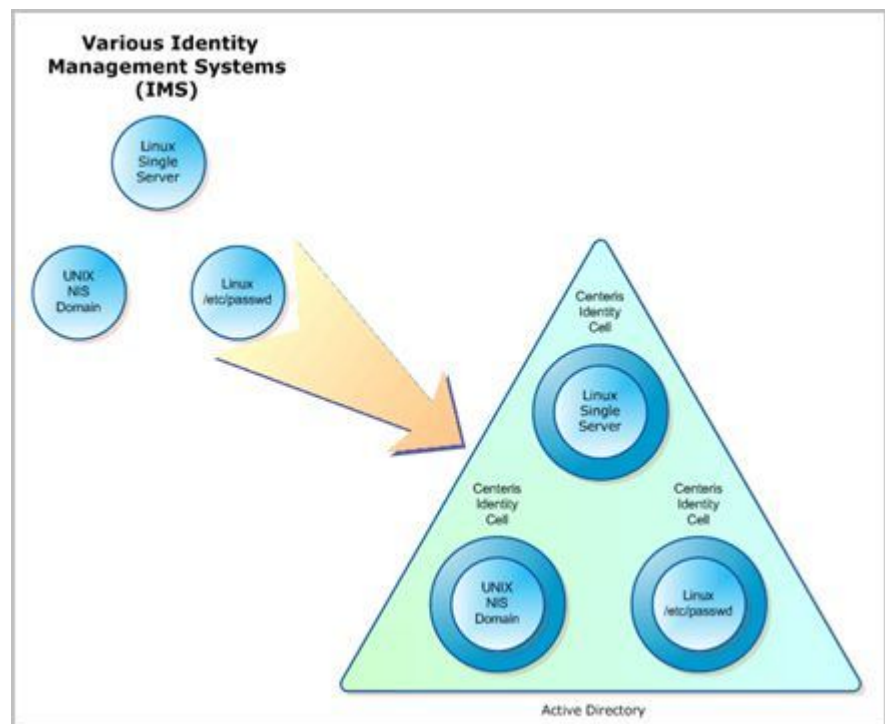 Various Identity
Management Systems
(IMS)
Linux
Single
Server
UNIX
NIS
Domain
Linux
/etc/passwd
Centeris
Identity
Cell
Linux
Single
Server
Centeris
Identity
Cell
UNIX
NIS
Domain
Centeris
Identity
Cell
Linux
/etc/passwd
Active Directory